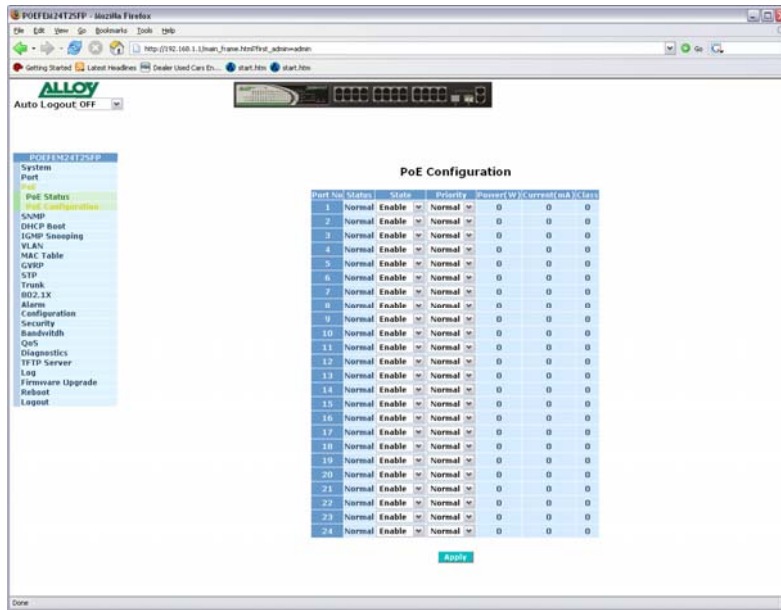 POEFEM24T2SFP - Mozilla Firefox
File Edit View Go Bookmarks Tools Help
http://192.168.1.1/main_frame.html?first_admin=admin
Go
Getting Started Latest Headlines Dealer Used Cars En... start.htm start.htm
ALLOY
Auto Logout OFF
POEFEM24T2SFP
System
Port
PoE
PoE Status
PoE Configuration
SNMP
DHCP Boot
IGMP Snooping
VLAN
MAC Table
GVRP
STP
Trunk
802.1X
Alarm
Configuration
Security
Bandwitdh
QoS
Diagnostics
TFTP Server
Log
Firmware Upgrade
Reboot
Logout
PoE Configuration
Port No Status State Priority Power(W) Current(mA) Class
1 Normal Enable Normal 0 0 0
2 Normal Enable Normal 0 0 0
3 Normal Enable Normal 0 0 0
4 Normal Enable Normal 0 0 0
5 Normal Enable Normal 0 0 0
6 Normal Enable Normal 0 0 0
7 Normal Enable Normal 0 0 0
8 Normal Enable Normal 0 0 0
9 Normal Enable Normal 0 0 0
10 Normal Enable Normal 0 0 0
11 Normal Enable Normal 0 0 0
12 Normal Enable Normal 0 0 0
13 Normal Enable Normal 0 0 0
14 Normal Enable Normal 0 0 0
15 Normal Enable Normal 0 0 0
16 Normal Enable Normal 0 0 0
17 Normal Enable Normal 0 0 0
18 Normal Enable Normal 0 0 0
19 Normal Enable Normal 0 0 0
20 Normal Enable Normal 0 0 0
21 Normal Enable Normal 0 0 0
22 Normal Enable Normal 0 0 0
23 Normal Enable Normal 0 0 0
24 Normal Enable Normal 0 0 0
Apply
Done